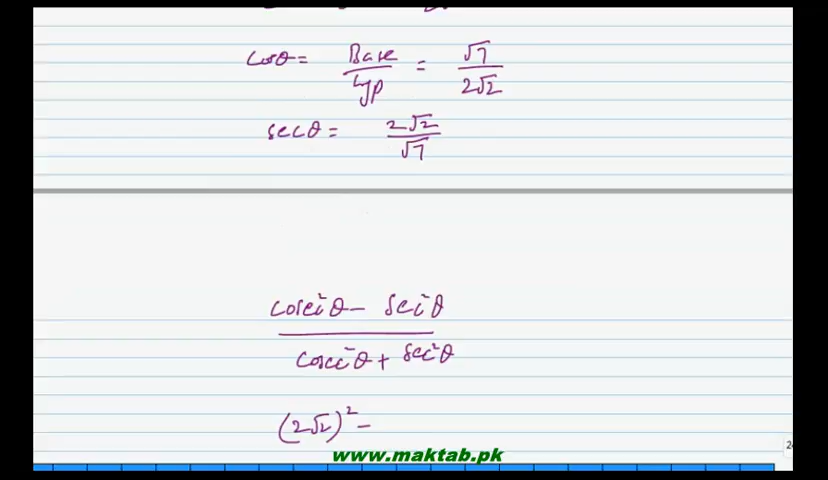 cosθ = Base/hyp = √7/2√2
secθ = 2√2/√7
cosec²θ − sec²θ
cosec²θ + sec²θ
(2√2)² −
24
www.maktab.pk